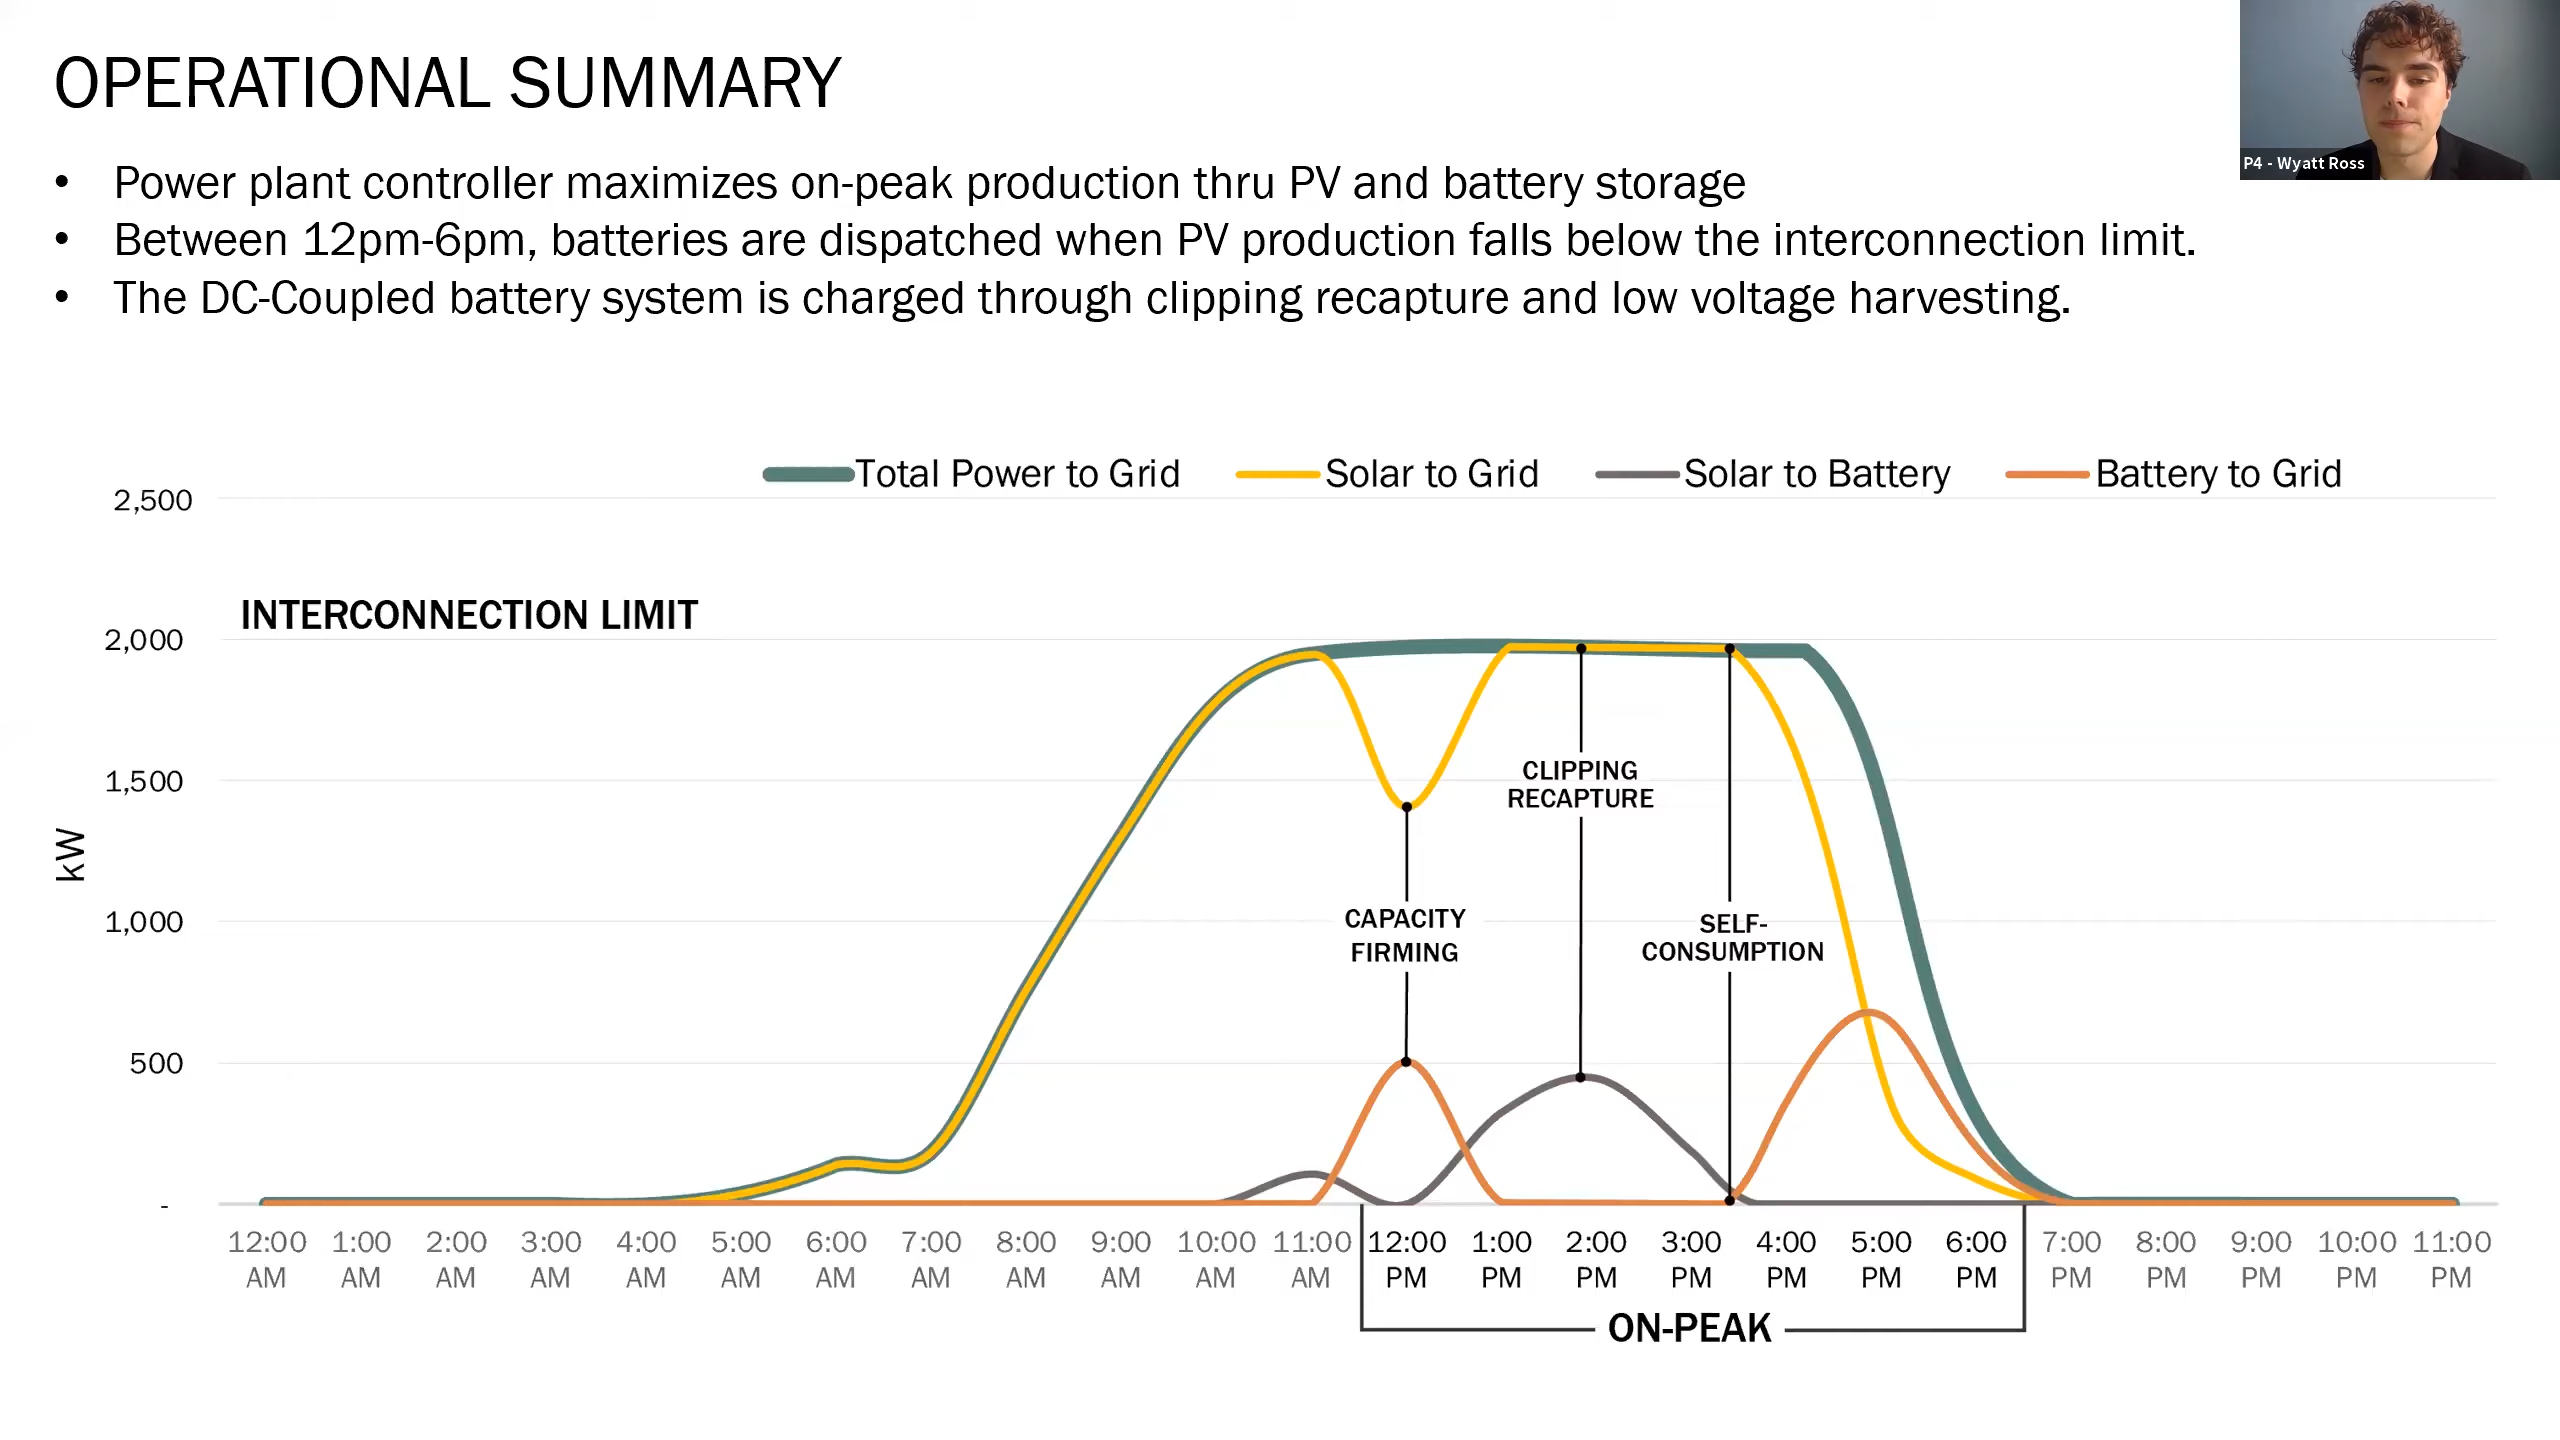 OPERATIONAL SUMMARY
P4 - Wyatt Ross
• Power plant controller maximizes on-peak production thru PV and battery storage
• Between 12pm-6pm, batteries are dispatched when PV production falls below the interconnection limit.
• The DC-Coupled battery system is charged through clipping recapture and low voltage harvesting.
Total Power to Grid Solar to Grid Solar to Battery Battery to Grid
2,500
INTERCONNECTION LIMIT
2,000
1,500
CLIPPING
RECAPTURE
kW
1,000
CAPACITY
FIRMING
SELF-
CONSUMPTION
500
-
12:00 1:00 2:00 3:00 4:00 5:00 6:00 7:00 8:00 9:00 10:00 11:00 12:00 1:00 2:00 3:00 4:00 5:00 6:00 7:00 8:00 9:00 10:00 11:00
AM AM AM AM AM AM AM AM AM AM AM AM PM PM PM PM PM PM PM PM PM PM PM PM
ON-PEAK